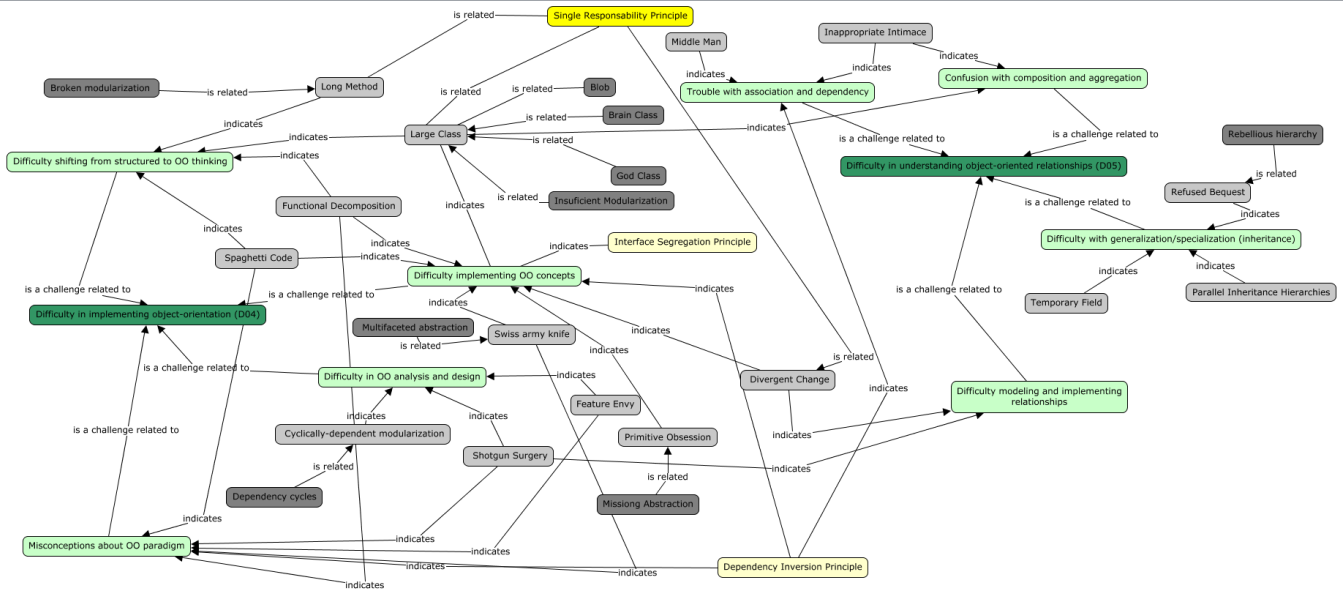 is related
Single Responsability Principle
Middle Man
Inappropriate Intimace
indicates
indicates
indicates
Broken modularization
is related
Long Method
is related
is related
Blob
Trouble with association and dependency
Confusion with composition and aggregation
indicates
indicates
Large Class
is related
Brain Class
indicates
is a challenge related to
is a challenge related to
Rebellious hierarchy
Difficulty shifting from structured to OO thinking
indicates
is related
God Class
Difficulty in understanding object-oriented relationships (D05)
is related
Functional Decomposition
indicates
is related
Insuficient Modularization
is a challenge related to
Refused Bequest
indicates
indicates
indicates
indicates
Interface Segregation Principle
Difficulty with generalization/specialization (inheritance)
Spaghetti Code
indicates
Difficulty implementing OO concepts
indicates
indicates
is a challenge related to
is a challenge related to
indicates
indicates
is a challenge related to
Temporary Field
Parallel Inheritance Hierarchies
Difficulty in implementing object-orientation (D04)
Multifaceted abstraction
is related
Swiss army knife
indicates
indicates
is related
is a challenge related to
Difficulty in OO analysis and design
indicates
Divergent Change
indicates
Difficulty modeling and implementing
relationships
Feature Envy
indicates
indicates
is a challenge related to
Cyclically-dependent modularization
Primitive Obsession
indicates
is related
Shotgun Surgery
indicates
is related
Dependency cycles
Missiong Abstraction
indicates
Misconceptions about OO paradigm
indicates
indicates
indicates
indicates
Dependency Inversion Principle
indicates